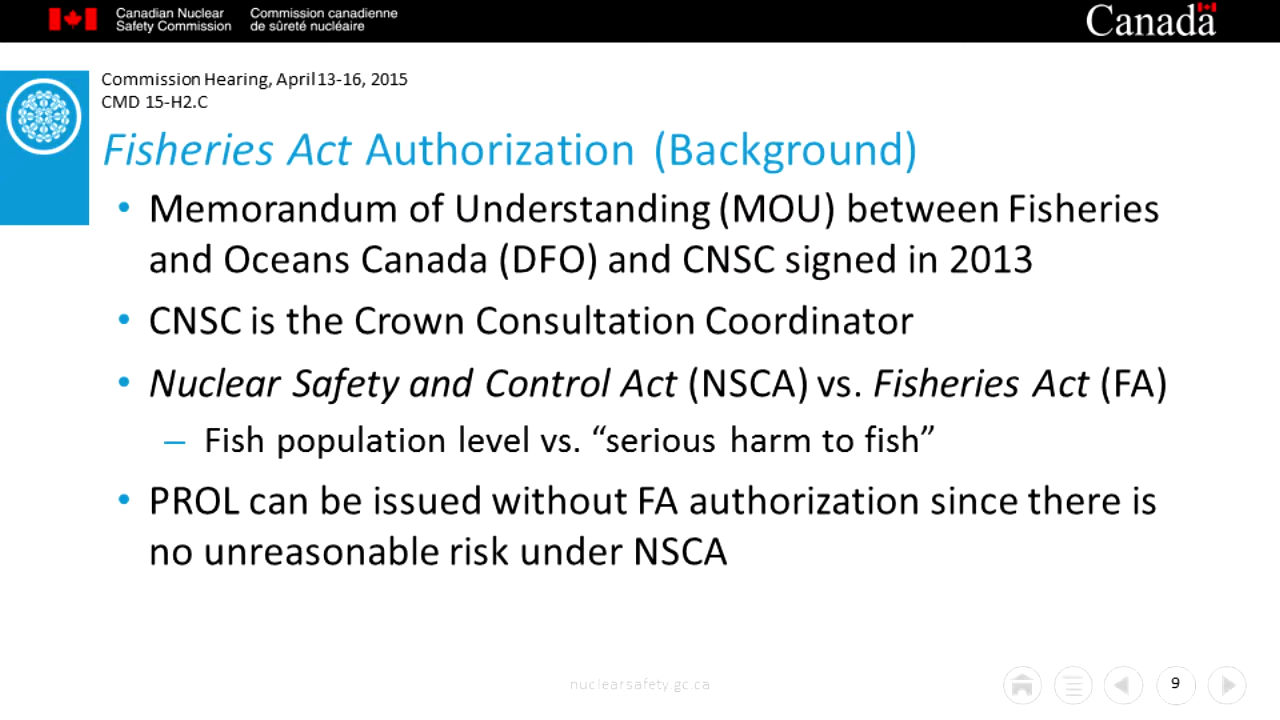 Canadian Nuclear Safety Commission
Commission canadienne de sûreté nucléaire
Canada
Commission Hearing, April 13-16, 2015
CMD 15-H2.C
Fisheries Act Authorization (Background)
• Memorandum of Understanding (MOU) between Fisheries
and Oceans Canada (DFO) and CNSC signed in 2013
• CNSC is the Crown Consultation Coordinator
• Nuclear Safety and Control Act (NSCA) vs. Fisheries Act (FA)
– Fish population level vs. “serious harm to fish”
• PROL can be issued without FA authorization since there is
no unreasonable risk under NSCA
nuclearsafety.gc.ca
9